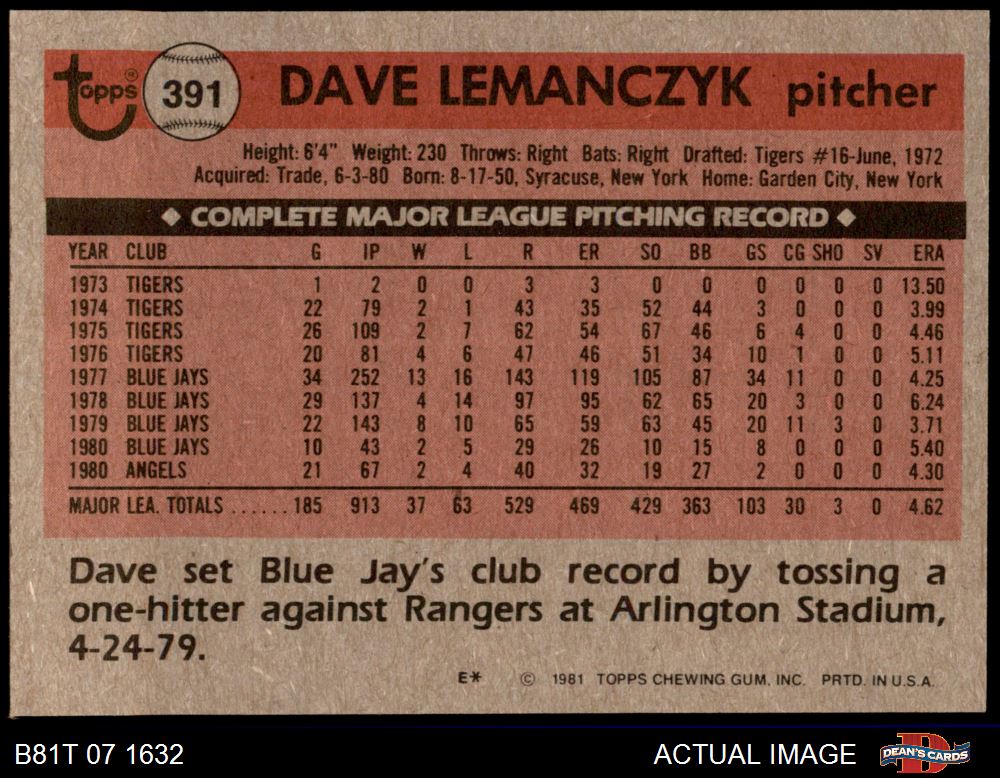 topps® 391 DAVE LEMANCZYK pitcher
Height: 6'4" Weight: 230 Throws: Right Bats: Right Drafted: Tigers #16-June, 1972
Acquired: Trade, 6-3-80 Born: 8-17-50, Syracuse, New York Home: Garden City, New York
◆ COMPLETE MAJOR LEAGUE PITCHING RECORD ◆
YEAR CLUB G IP W L R ER SO BB GS CG SHO SV ERA
1973 TIGERS 1 2 0 0 3 3 0 0 0 0 0 0 13.50
1974 TIGERS 22 79 2 1 43 35 52 44 3 0 0 0 3.99
1975 TIGERS 26 109 2 7 62 54 67 46 6 4 0 0 4.46
1976 TIGERS 20 81 4 6 47 46 51 34 10 1 0 0 5.11
1977 BLUE JAYS 34 252 13 16 143 119 105 87 34 11 0 0 4.25
1978 BLUE JAYS 29 137 4 14 97 95 62 65 20 3 0 0 6.24
1979 BLUE JAYS 22 143 8 10 65 59 63 45 20 11 3 0 3.71
1980 BLUE JAYS 10 43 2 5 29 26 10 15 8 0 0 0 5.40
1980 ANGELS 21 67 2 4 40 32 19 27 2 0 0 0 4.30
MAJOR LEA. TOTALS ...... 185 913 37 63 529 469 429 363 103 30 3 0 4.62
Dave set Blue Jay's club record by tossing a
one-hitter against Rangers at Arlington Stadium,
4-24-79.
E* © 1981 TOPPS CHEWING GUM, INC. PRTD. IN U.S.A.
B81T 07 1632 ACTUAL IMAGE DEAN'S CARDS